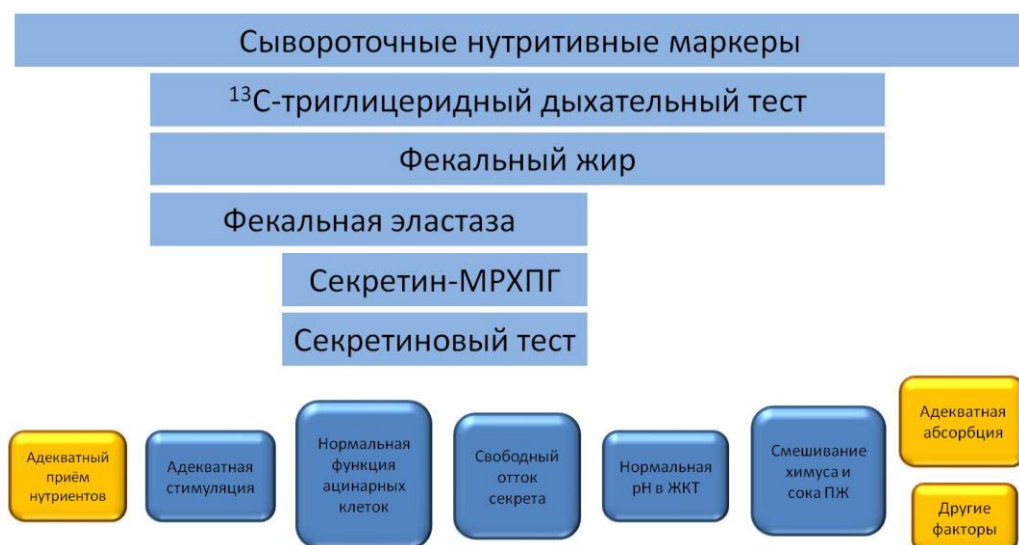 Сывороточные нутритивные маркеры
¹³С-триглицеридный дыхательный тест
Фекальный жир
Фекальная эластаза
Секретин-МРХПГ
Секретиновый тест
Адекватный
приём
нутриентов
Адекватная
стимуляция
Нормальная
функция
ацинарных
клеток
Свободный
отток
секрета
Нормальная
pH в ЖКТ
Смешивание
химуса и
сока ПЖ
Адекватная
абсорбция
Другие
факторы